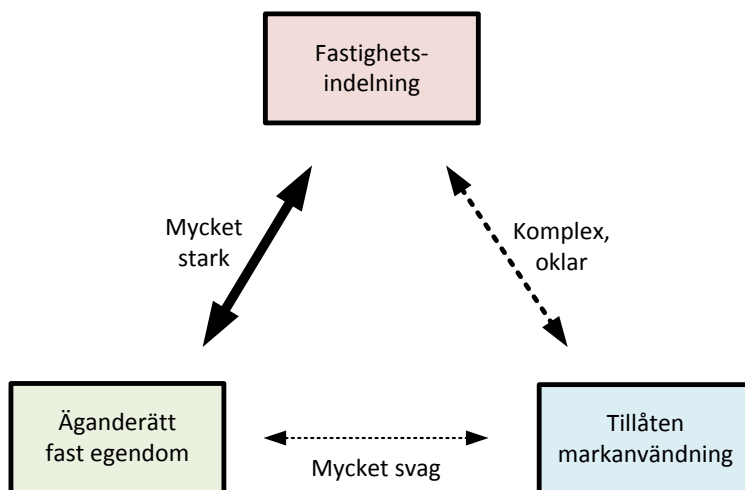 Fastighets-
indelning
Mycket
stark
Komplex,
oklar
Äganderätt
fast egendom
Mycket svag
Tillåten
markanvändning